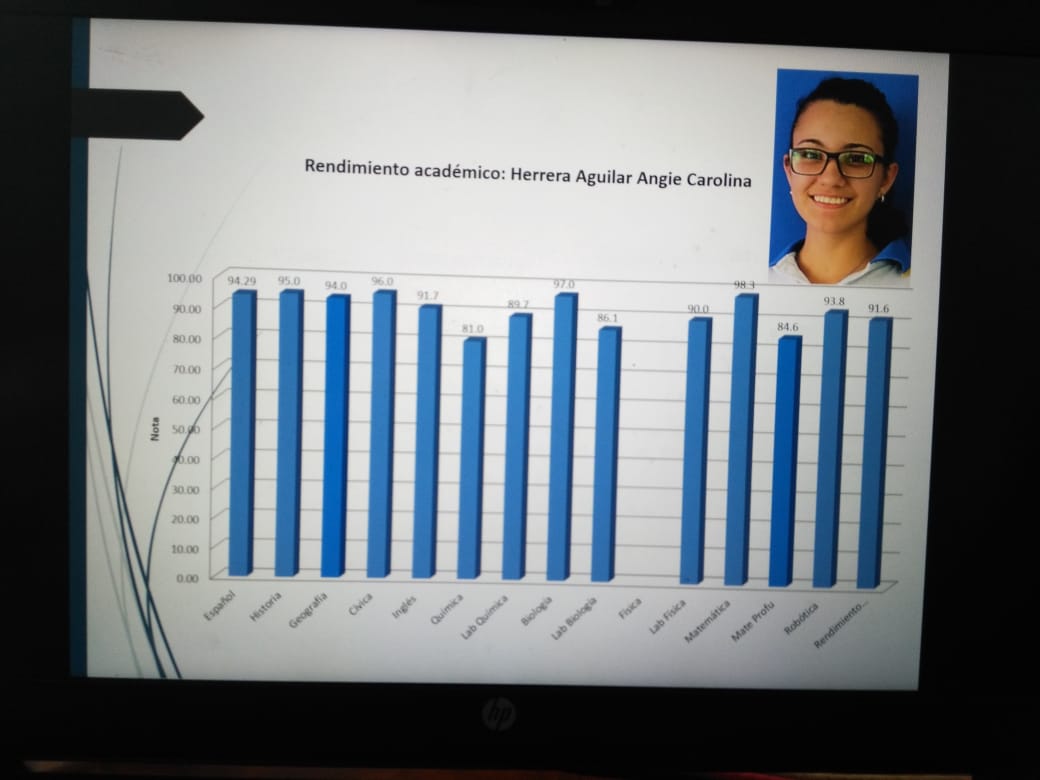 Rendimiento académico: Herrera Aguilar Angie Carolina
Nota
100.00
90.00
80.00
70.00
60.00
50.00
40.00
30.00
20.00
10.00
0.00
94.29
95.0
94.0
96.0
91.7
81.0
89.7
97.0
86.1
90.0
98.3
84.6
93.8
91.6
Español
Historia
Geografía
Cívica
Inglés
Química
Lab Química
Biología
Lab Biología
Física
Lab Física
Matemática
Mate Profu
Robótica
Rendimiento...
hp